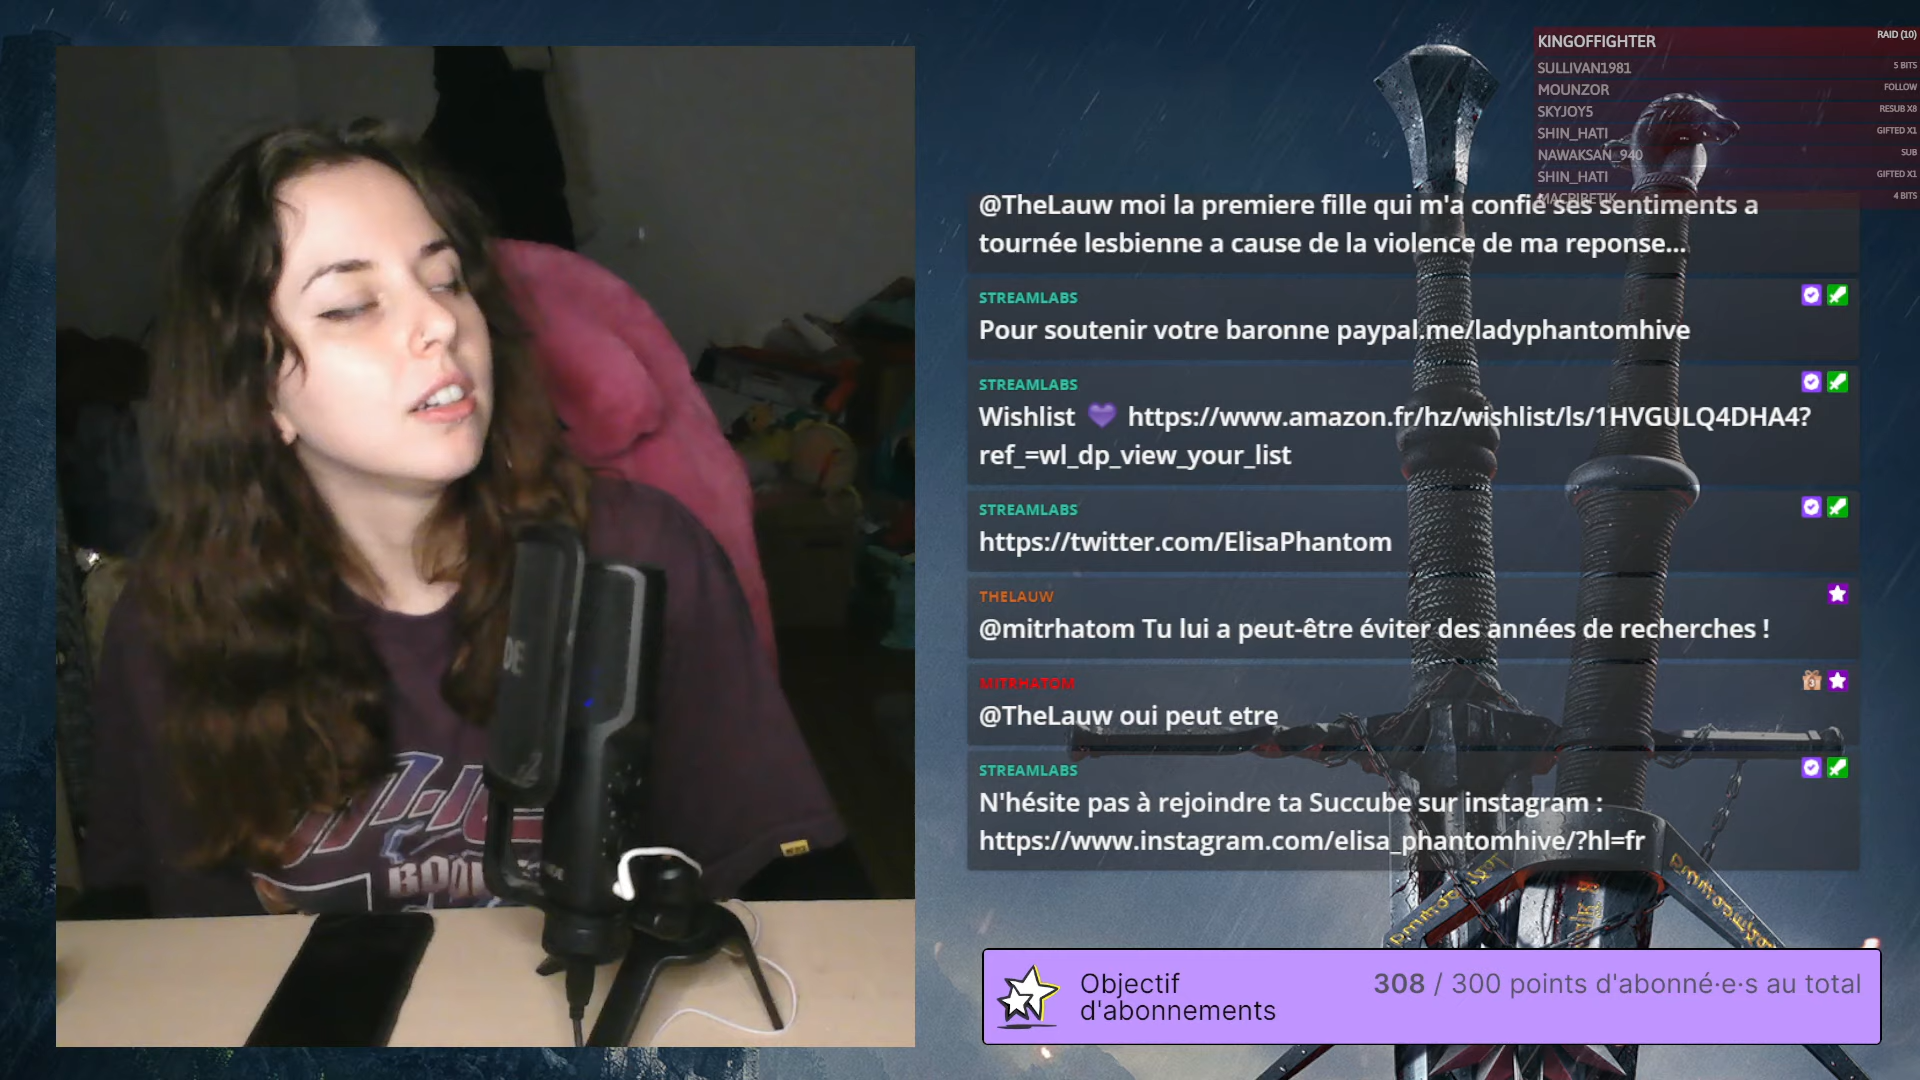 KINGOFFIGHTER RAID (10)
SULLIVAN1981 5 BITS
MOUNZOR FOLLOW
SKYJOY5 RESUB X8
SHIN_HATI GIFTED X1
NAWAKSAN_940 SUB
SHIN_HATI GIFTED X1
MACPIRETIK 4 BITS
@TheLauw moi la premiere fille qui m'a confié ses sentiments a
tournée lesbienne a cause de la violence de ma reponse...
STREAMLABS
Pour soutenir votre baronne paypal.me/ladyphantomhive
STREAMLABS
Wishlist 💜 https://www.amazon.fr/hz/wishlist/ls/1HVGULQ4DHA4?
ref_=wl_dp_view_your_list
STREAMLABS
https://twitter.com/ElisaPhantom
THELAUW
@mitrhatom Tu lui a peut-être éviter des années de recherches !
MITRHATOM
@TheLauw oui peut etre
STREAMLABS
N'hésite pas à rejoindre ta Succube sur instagram :
https://www.instagram.com/elisa_phantomhive/?hl=fr
Objectif
d'abonnements
308 / 300 points d'abonné·e·s au total